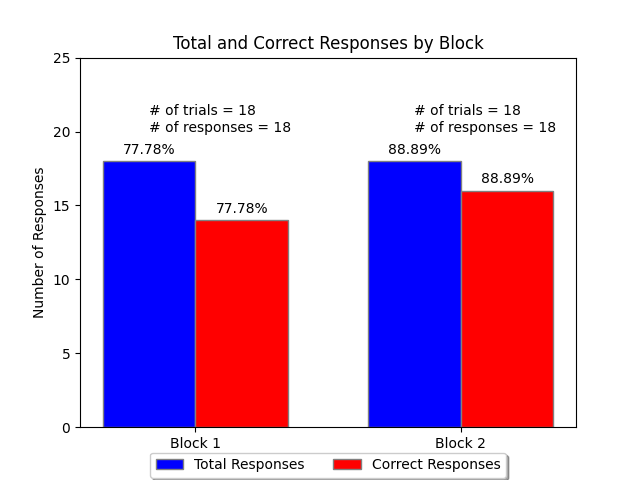 Total and Correct Responses by Block
25
20
15
10
5
0
Number of Responses
# of trials = 18
# of responses = 18
77.78%
77.78%
# of trials = 18
# of responses = 18
88.89%
88.89%
Block 1
Block 2
Total Responses
Correct Responses